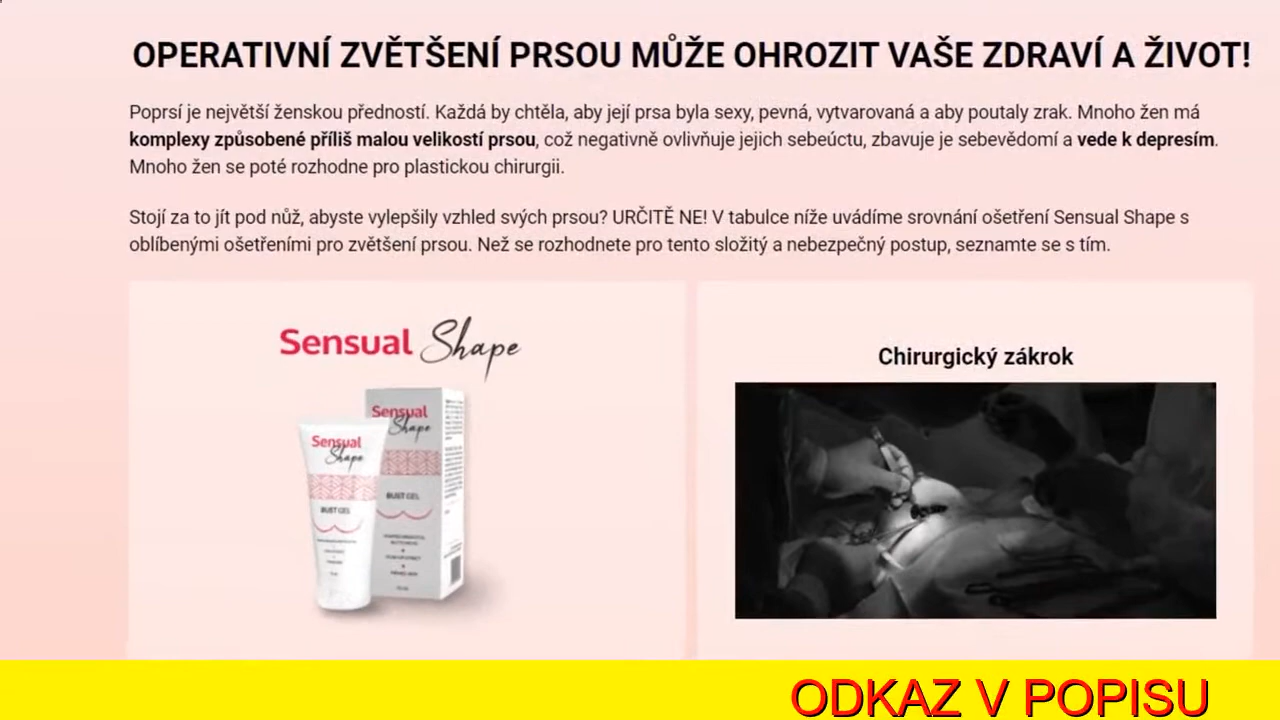 OPERATIVNÍ ZVĚTŠENÍ PRSOU MŮŽE OHROZIT VAŠE ZDRAVÍ A ŽIVOT!
Poprsí je největší ženskou předností. Každá by chtěla, aby její prsa byla sexy, pevná, vytvarovaná a aby poutaly zrak. Mnoho žen má
komplexy způsobené příliš malou velikostí prsou, což negativně ovlivňuje jejich sebeúctu, zbavuje je sebevědomí a vede k depresím.
Mnoho žen se poté rozhodne pro plastickou chirurgii.
Stojí za to jít pod nůž, abyste vylepšily vzhled svých prsou? URČITĚ NE! V tabulce níže uvádíme srovnání ošetření Sensual Shape s
oblíbenými ošetřeními pro zvětšení prsou. Než se rozhodnete pro tento složitý a nebezpečný postup, seznamte se s tím.
Sensual Shape
Sensual
Shape
BUST GEL
Sensual
Shape
BUST GEL
Chirurgický zákrok
ODKAZ V POPISU